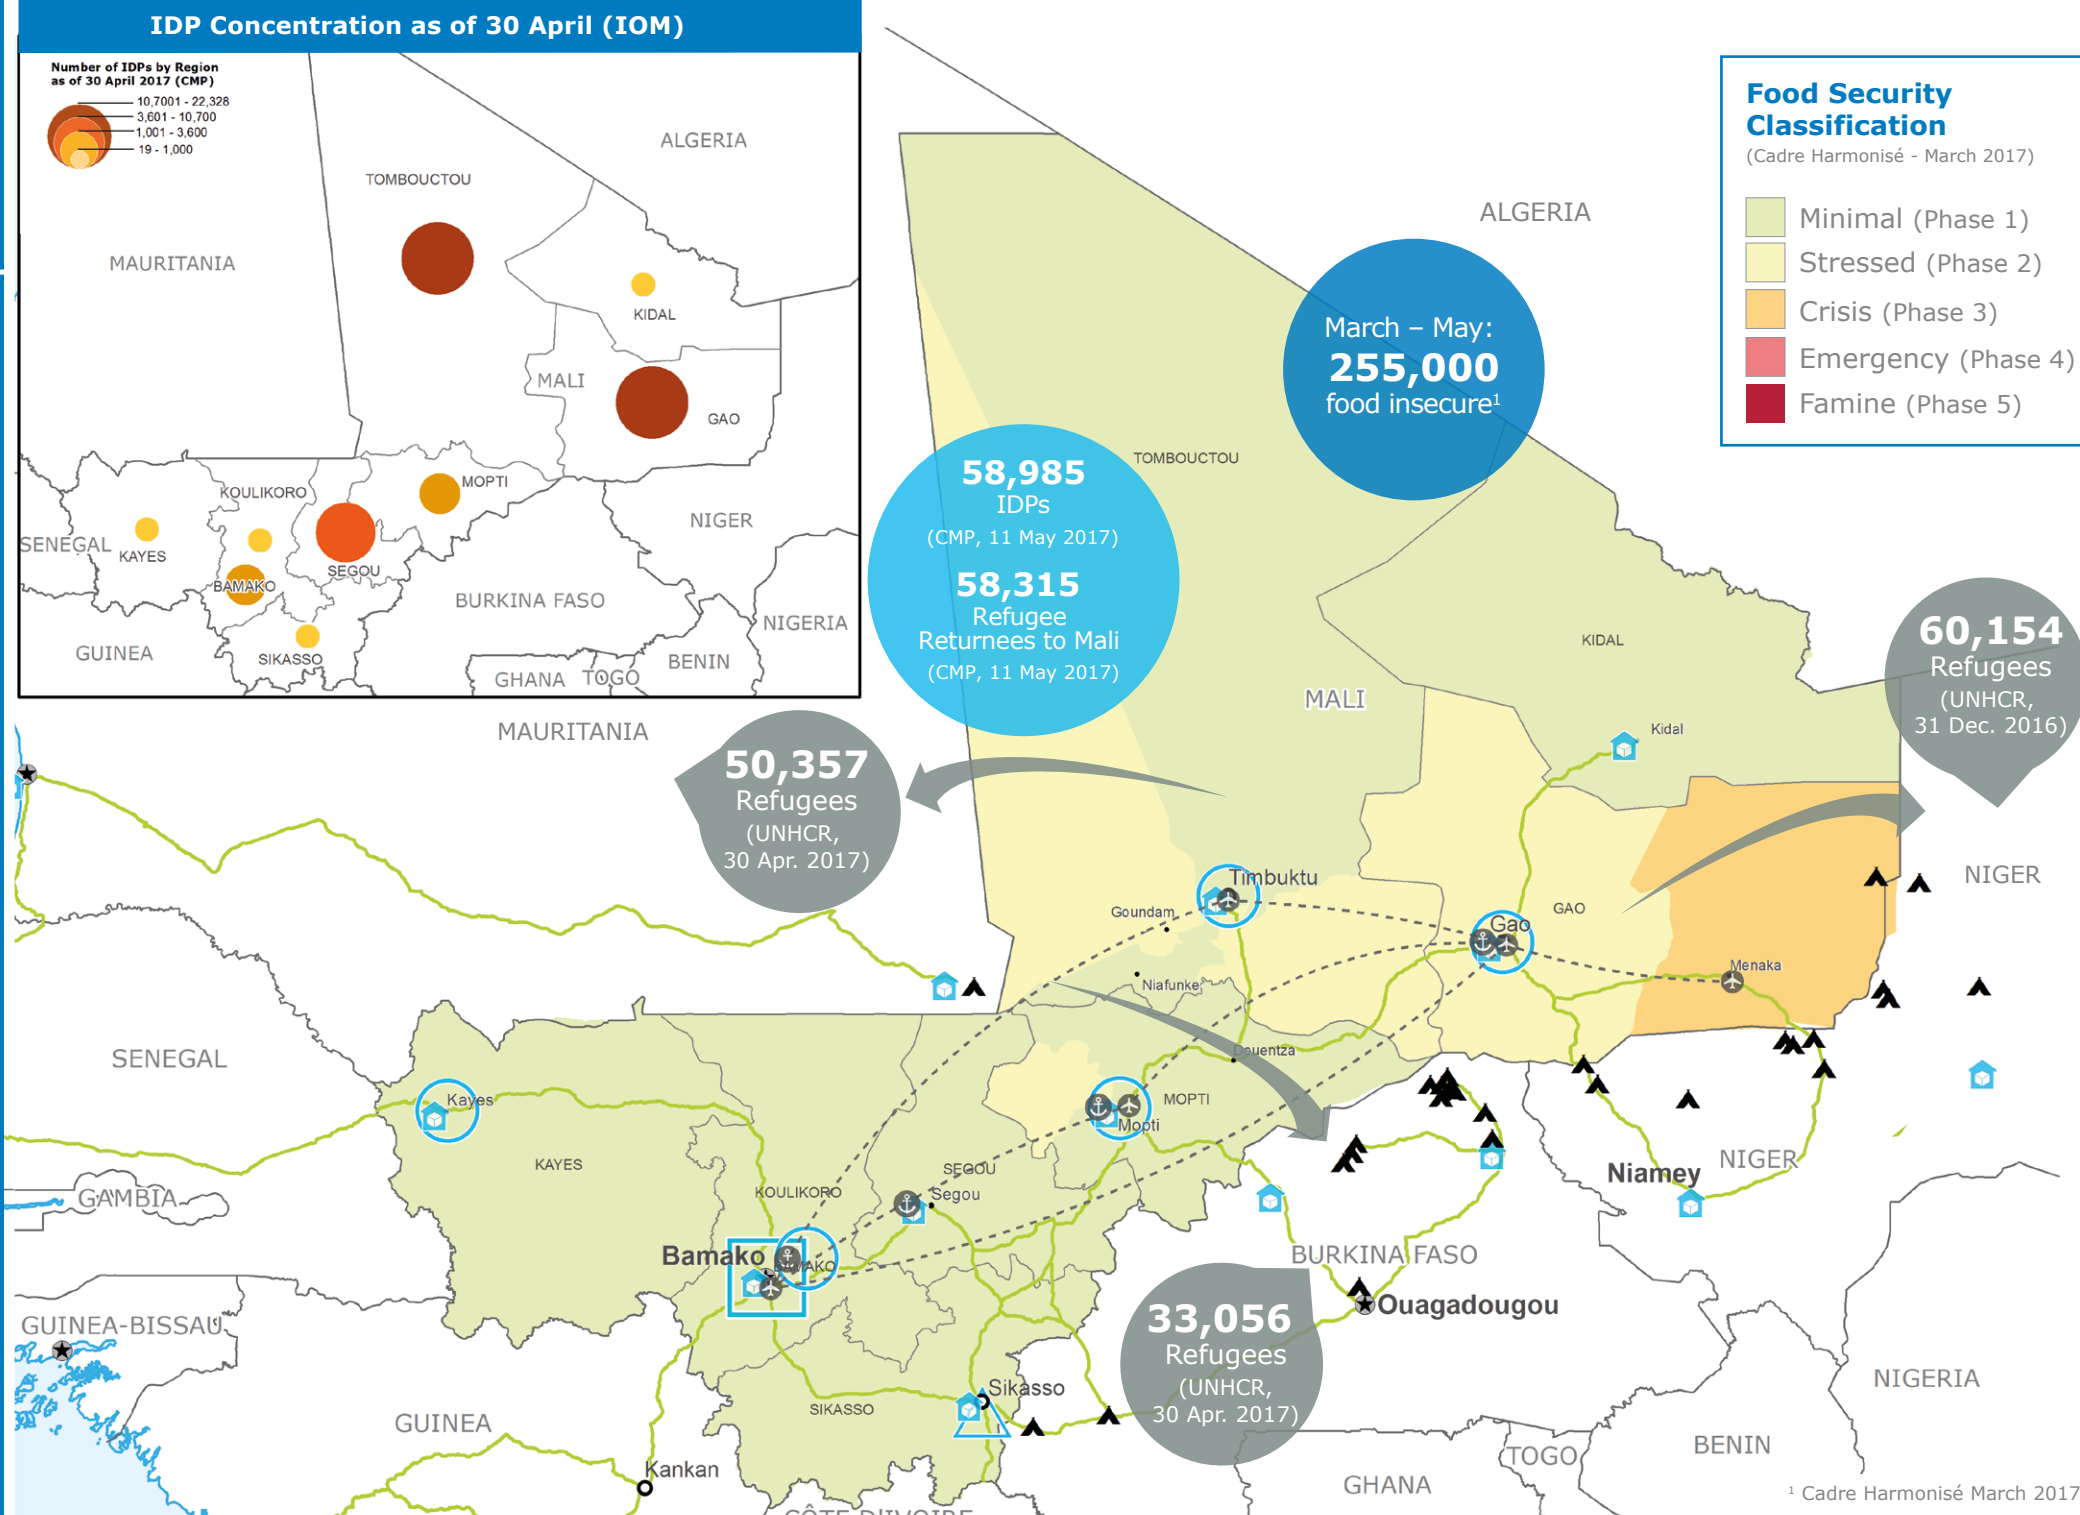 IDP Concentration as of 30 April (IOM)
Number of IDPs by Region
as of 30 April 2017 (CMP)
10,7001 - 22,328
3,601 - 10,700
1,001 - 3,600
19 - 1,000
ALGERIA
TOMBOUCTOU
MAURITANIA
KIDAL
MALI
GAO
MOPTI
KOULIKORO
NIGER
SENEGAL
KAYES
SEGOU
BAMAKO
BURKINA FASO
NIGERIA
GUINEA
SIKASSO
BENIN
GHANA
TOGO
Food Security
Classification
(Cadre Harmonisé - March 2017)
Minimal (Phase 1)
Stressed (Phase 2)
Crisis (Phase 3)
Emergency (Phase 4)
Famine (Phase 5)
ALGERIA
March – May:
255,000
food insecure¹
TOMBOUCTOU
58,985
IDPs
(CMP, 11 May 2017)
58,315
Refugee
Returnees to Mali
(CMP, 11 May 2017)
KIDAL
60,154
Refugees
(UNHCR,
31 Dec. 2016)
MALI
Kidal
MAURITANIA
50,357
Refugees
(UNHCR,
30 Apr. 2017)
NIGER
Timbuktu
Goundam
GAO
Gao
Menaka
Niafunke
SENEGAL
Douentza
Kayes
MOPTI
Mopti
KAYES
SEGOU
Segou
KOULIKORO
NIGER
Niamey
GAMBIA
Bamako
BAMAKO
BURKINA FASO
Ouagadougou
GUINEA-BISSAU
33,056
Refugees
(UNHCR,
30 Apr. 2017)
NIGERIA
Sikasso
SIKASSO
GUINEA
BENIN
TOGO
Kankan
GHANA
CÔTE D'IVOIRE
¹ Cadre Harmonisé March 2017